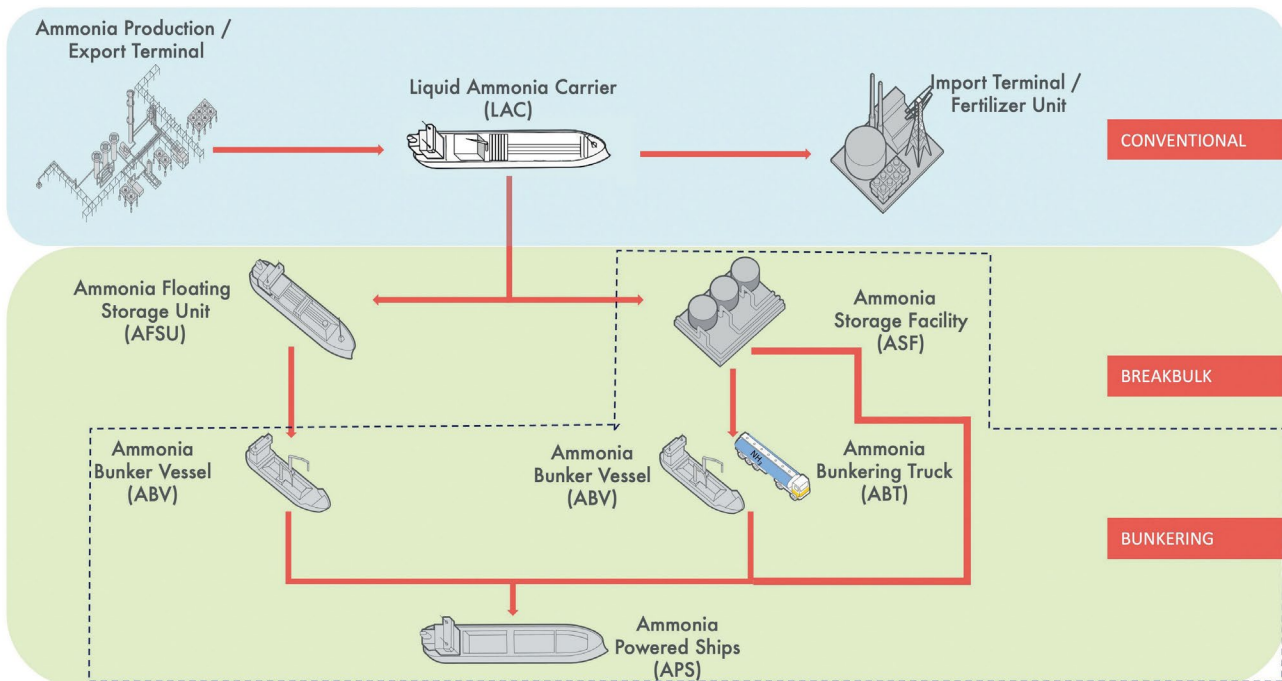 Ammonia Production /
Export Terminal
Liquid Ammonia Carrier
(LAC)
Import Terminal /
Fertilizer Unit
CONVENTIONAL
Ammonia Floating
Storage Unit
(AFSU)
Ammonia
Storage Facility
(ASF)
BREAKBULK
Ammonia
Bunker Vessel
(ABV)
Ammonia
Bunker Vessel
(ABV)
NH3
Ammonia
Bunkering Truck
(ABT)
BUNKERING
Ammonia
Powered Ships
(APS)